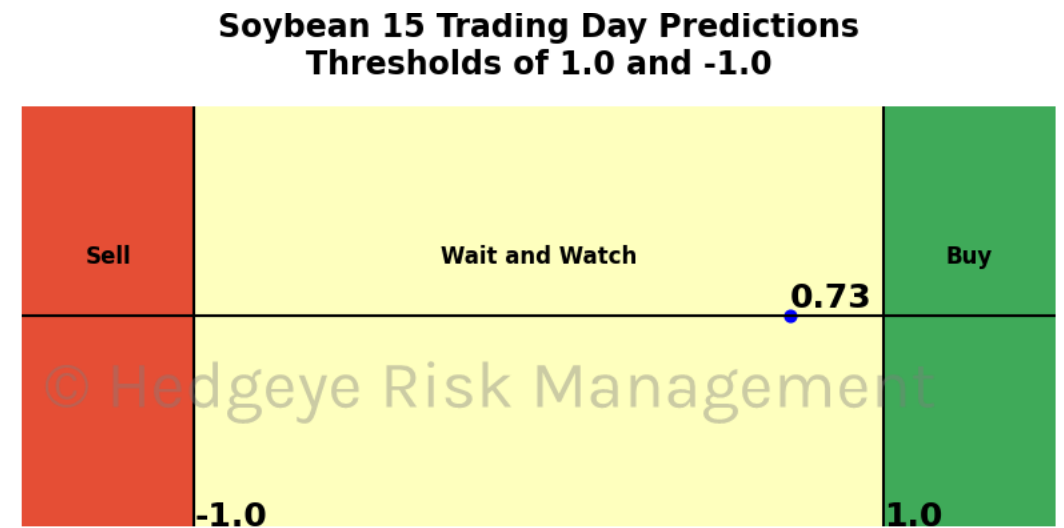 Soybean 15 Trading Day Predictions
Thresholds of 1.0 and -1.0
Sell
Wait and Watch
Buy
0.73
© Hedgeye Risk Management
-1.0
1.0